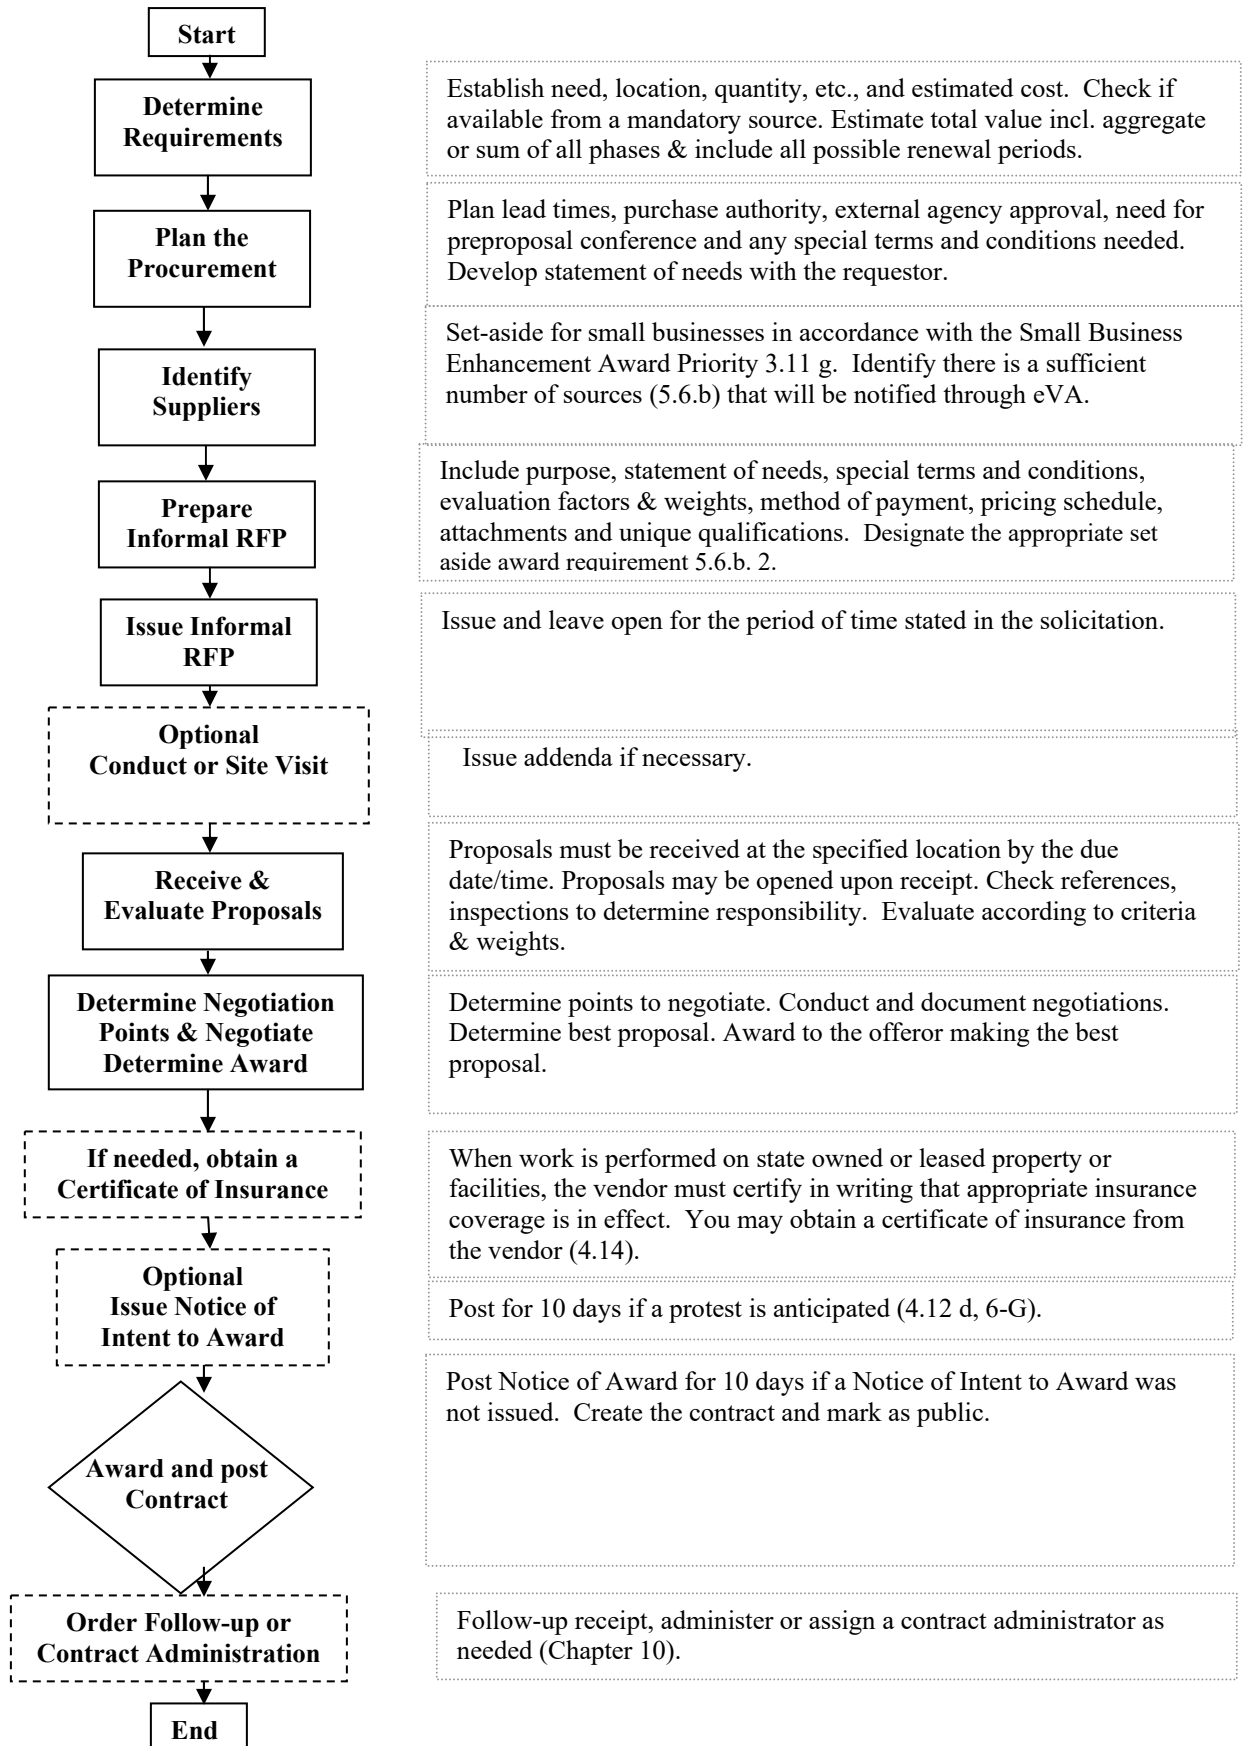 Start
Determine
Requirements
Establish need, location, quantity, etc., and estimated cost.  Check if
available from a mandatory source. Estimate total value incl. aggregate
or sum of all phases & include all possible renewal periods.
Plan the
Procurement
Plan lead times, purchase authority, external agency approval, need for
preproposal conference and any special terms and conditions needed.
Develop statement of needs with the requestor.
Identify
Suppliers
Set-aside for small businesses in accordance with the Small Business
Enhancement Award Priority 3.11 g.  Identify there is a sufficient
number of sources (5.6.b) that will be notified through eVA.
Prepare
Informal RFP
Include purpose, statement of needs, special terms and conditions,
evaluation factors & weights, method of payment, pricing schedule,
attachments and unique qualifications.  Designate the appropriate set
aside award requirement 5.6.b. 2.
Issue Informal
RFP
Issue and leave open for the period of time stated in the solicitation.
Optional
Conduct or Site Visit
Issue addenda if necessary.
Receive &
Evaluate Proposals
Proposals must be received at the specified location by the due
date/time. Proposals may be opened upon receipt. Check references,
inspections to determine responsibility.  Evaluate according to criteria
& weights.
Determine Negotiation
Points & Negotiate
Determine Award
Determine points to negotiate. Conduct and document negotiations.
Determine best proposal. Award to the offeror making the best
proposal.
If needed, obtain a
Certificate of Insurance
When work is performed on state owned or leased property or
facilities, the vendor must certify in writing that appropriate insurance
coverage is in effect.  You may obtain a certificate of insurance from
the vendor (4.14).
Optional
Issue Notice of
Intent to Award
Post for 10 days if a protest is anticipated (4.12 d, 6-G).
Award and post
Contract
Post Notice of Award for 10 days if a Notice of Intent to Award was
not issued.  Create the contract and mark as public.
Order Follow-up or
Contract Administration
Follow-up receipt, administer or assign a contract administrator as
needed (Chapter 10).
End